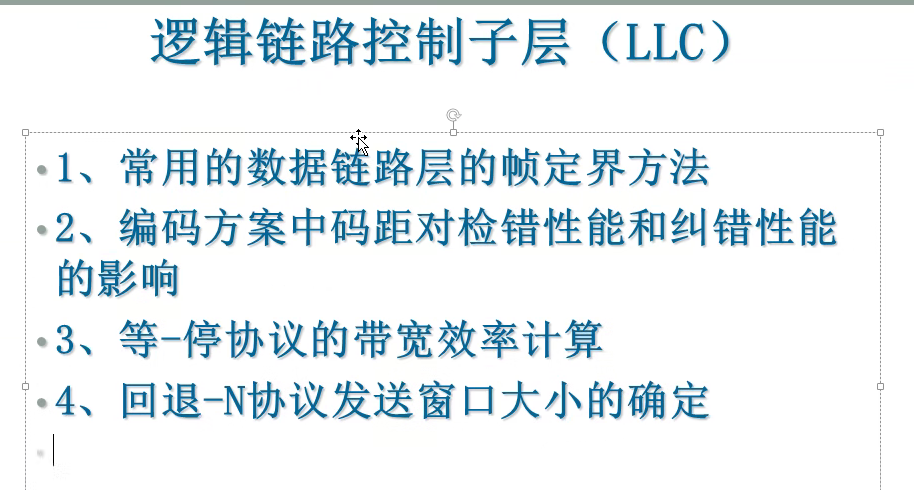 逻辑链路控制子层（LLC）
•1、常用的数据链路层的帧定界方法
•2、编码方案中码距对检错性能和纠错性能
的影响
•3、等-停协议的带宽效率计算
•4、回退-N协议发送窗口大小的确定